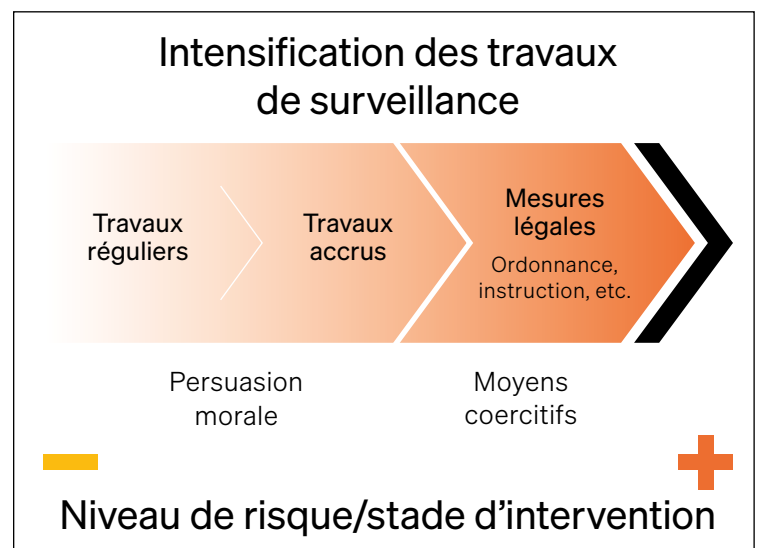 Intensification des travaux
de surveillance
Travaux
réguliers
Travaux
accrus
Mesures
légales
Ordonnance,
instruction, etc.
Persuasion
morale
Moyens
coercitifs
Niveau de risque/stade d’intervention